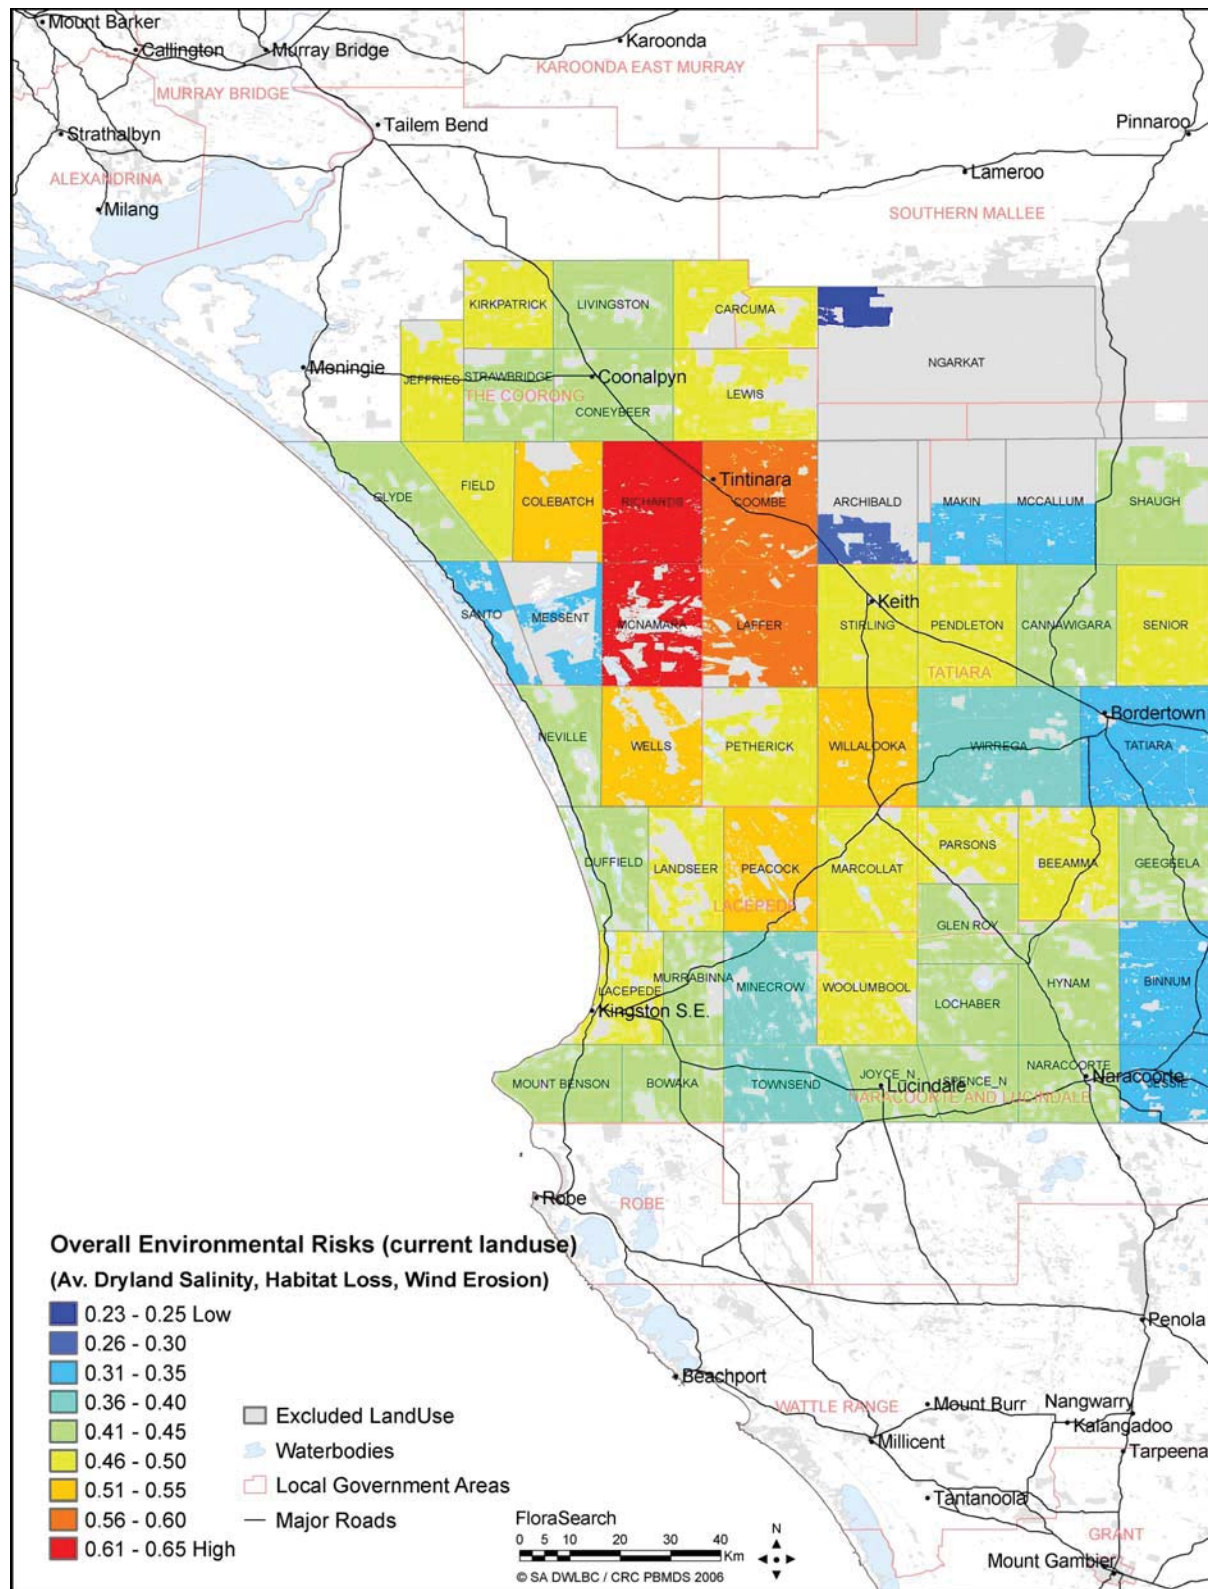 Mount Barker
Callington
Murray Bridge
Karoonda
KAROONDA EAST MURRAY
MURRAY BRIDGE
Strathalbyn
Tailem Bend
Pinnaroo
ALEXANDRINA
Milang
Lameroo
SOUTHERN MALLEE
KIRKPATRICK
LIVINGSTON
CARCUMA
NGARKAT
Meningie
JEFFRIES
STRAWBRIDGE
Coonalpyn
THE COORONG
CONEYBEER
LEWIS
GLYDE
FIELD
COLEBATCH
RICHARDS
Tintinara
COOMBE
ARCHIBALD
MAKIN
MCCALLUM
SHAUGH
SANTO
MESSENT
MCNAMARA
LAFFER
Keith
STIRLING
PENDLETON
CANNAWIGARA
SENIOR
TATIARA
Bordertown
NEVILLE
WELLS
PETHERICK
WILLALOOKA
WIRREGA
TATIARA
DUFFIELD
LANDSEER
PEACOCK
MARCOLLAT
PARSONS
BEEAMMA
GEEGEELA
LACEPEDE
GLEN ROY
LACEPEDE
MURRABINNA
MINECROW
WOOLUMBOOL
LOCHABER
HYNAM
BINNUM
Kingston S.E.
MOUNT BENSON
BOWAKA
TOWNSEND
JOYCE_N
Lucindale
SPENCE_N
NARACOORTE
Naracoorte
JESSIE
NARACOORTE AND LUCINDALE
Robe
ROBE
Overall Environmental Risks (current landuse)
(Av. Dryland Salinity, Habitat Loss, Wind Erosion)
0.23 - 0.25 Low
0.26 - 0.30
0.31 - 0.35
0.36 - 0.40
0.41 - 0.45
0.46 - 0.50
0.51 - 0.55
0.56 - 0.60
0.61 - 0.65 High
Excluded LandUse
Waterbodies
Local Government Areas
Major Roads
Penola
Beachport
WATTLE RANGE
Mount Burr
Nangwarry
Kalangadoo
Millicent
Tarpeena
Tantanoola
GRANT
Mount Gambier
FloraSearch
0 5 10 20 30 40
Km
N
© SA DWLBC / CRC PBMDS 2006